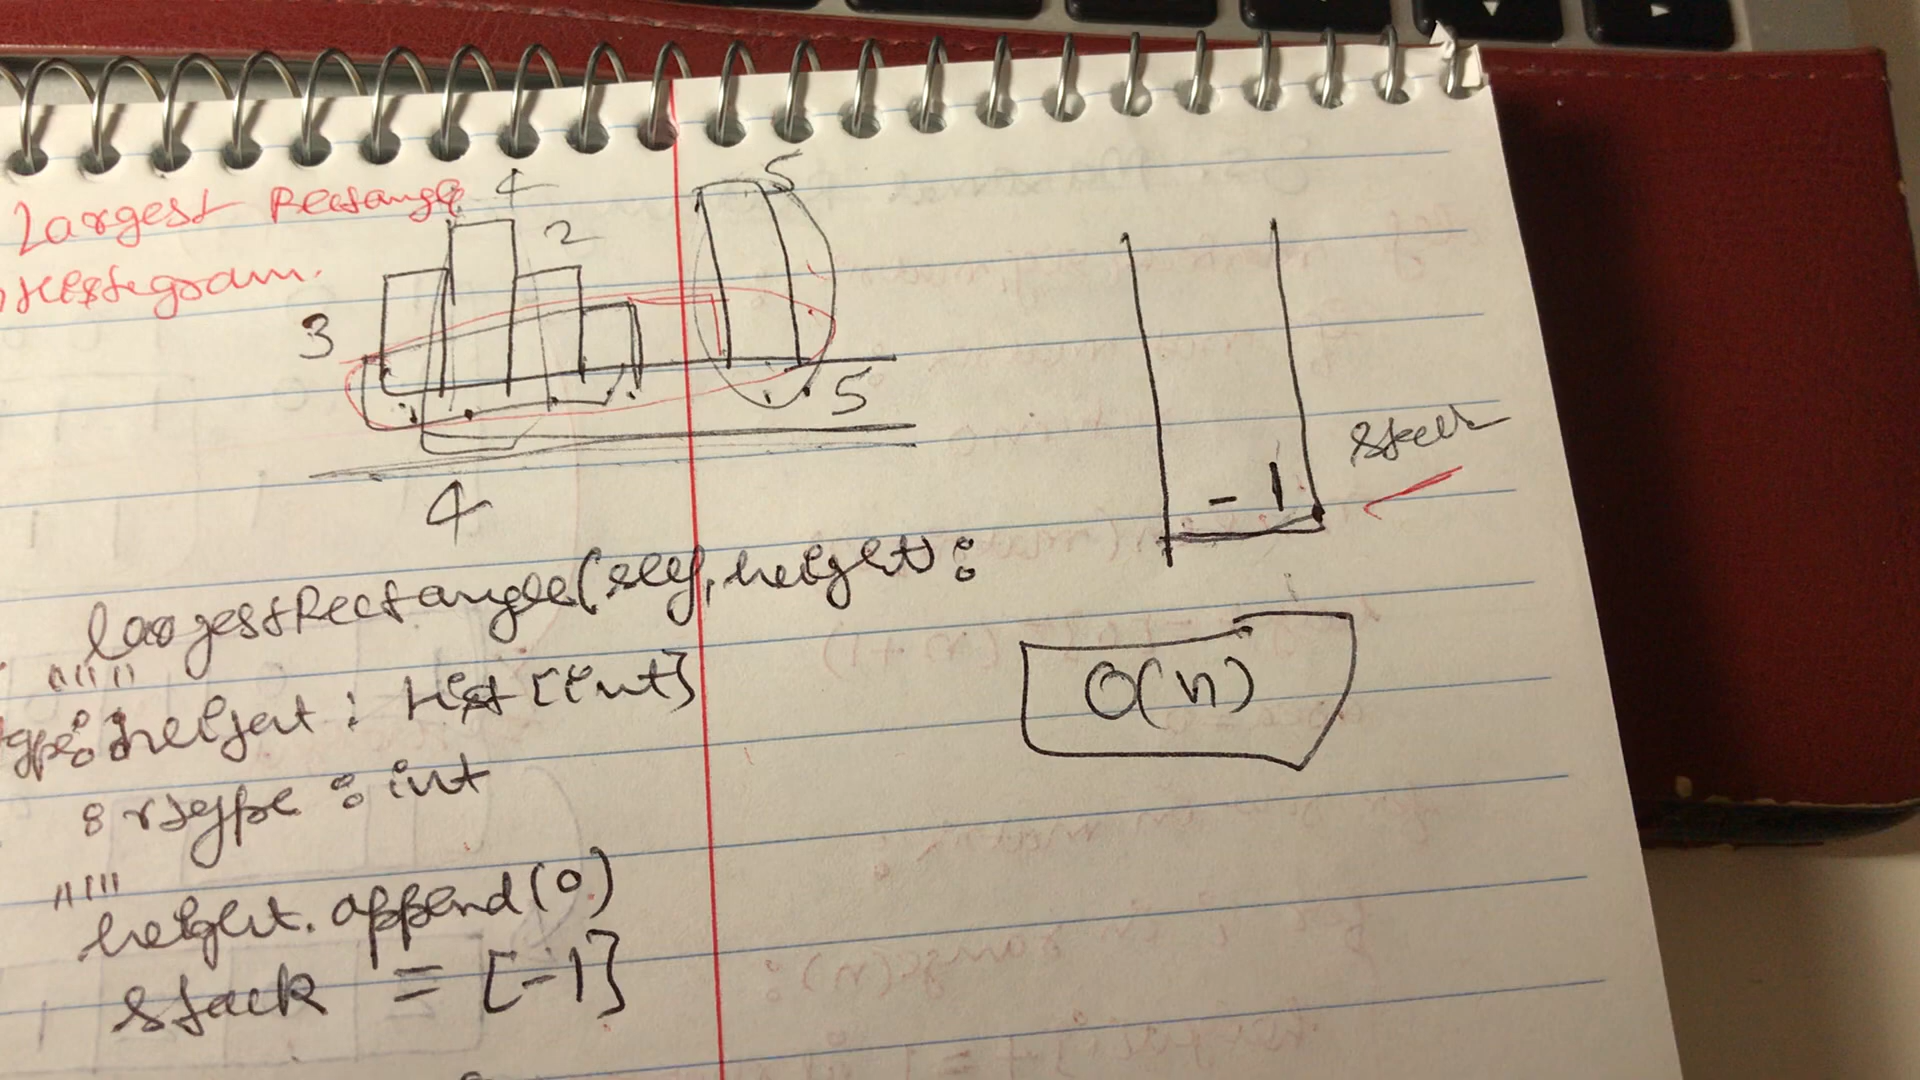 Largest Rectangle
Histogram.
4
5
2
3
5
4
-1
Stack
largestRectangle(self, height):
"""
ype: height: List[int]
: rtype: int
"""
height.append(0)
stack = [-1]
O(n)